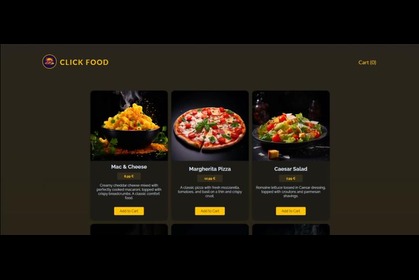 CLICK FOOD
Cart (0)
Mac & Cheese
8.99 $
Creamy cheddar cheese mixed with
perfectly cooked macaroni, topped with
crispy breadcrumbs. A classic comfort
food.
Add to Cart
Margherita Pizza
12.99 $
A classic pizza with fresh mozzarella,
tomatoes, and basil on a thin and crispy
crust.
Add to Cart
Caesar Salad
7.99 $
Romaine lettuce tossed in Caesar dressing,
topped with croutons and parmesan
shavings.
Add to Cart